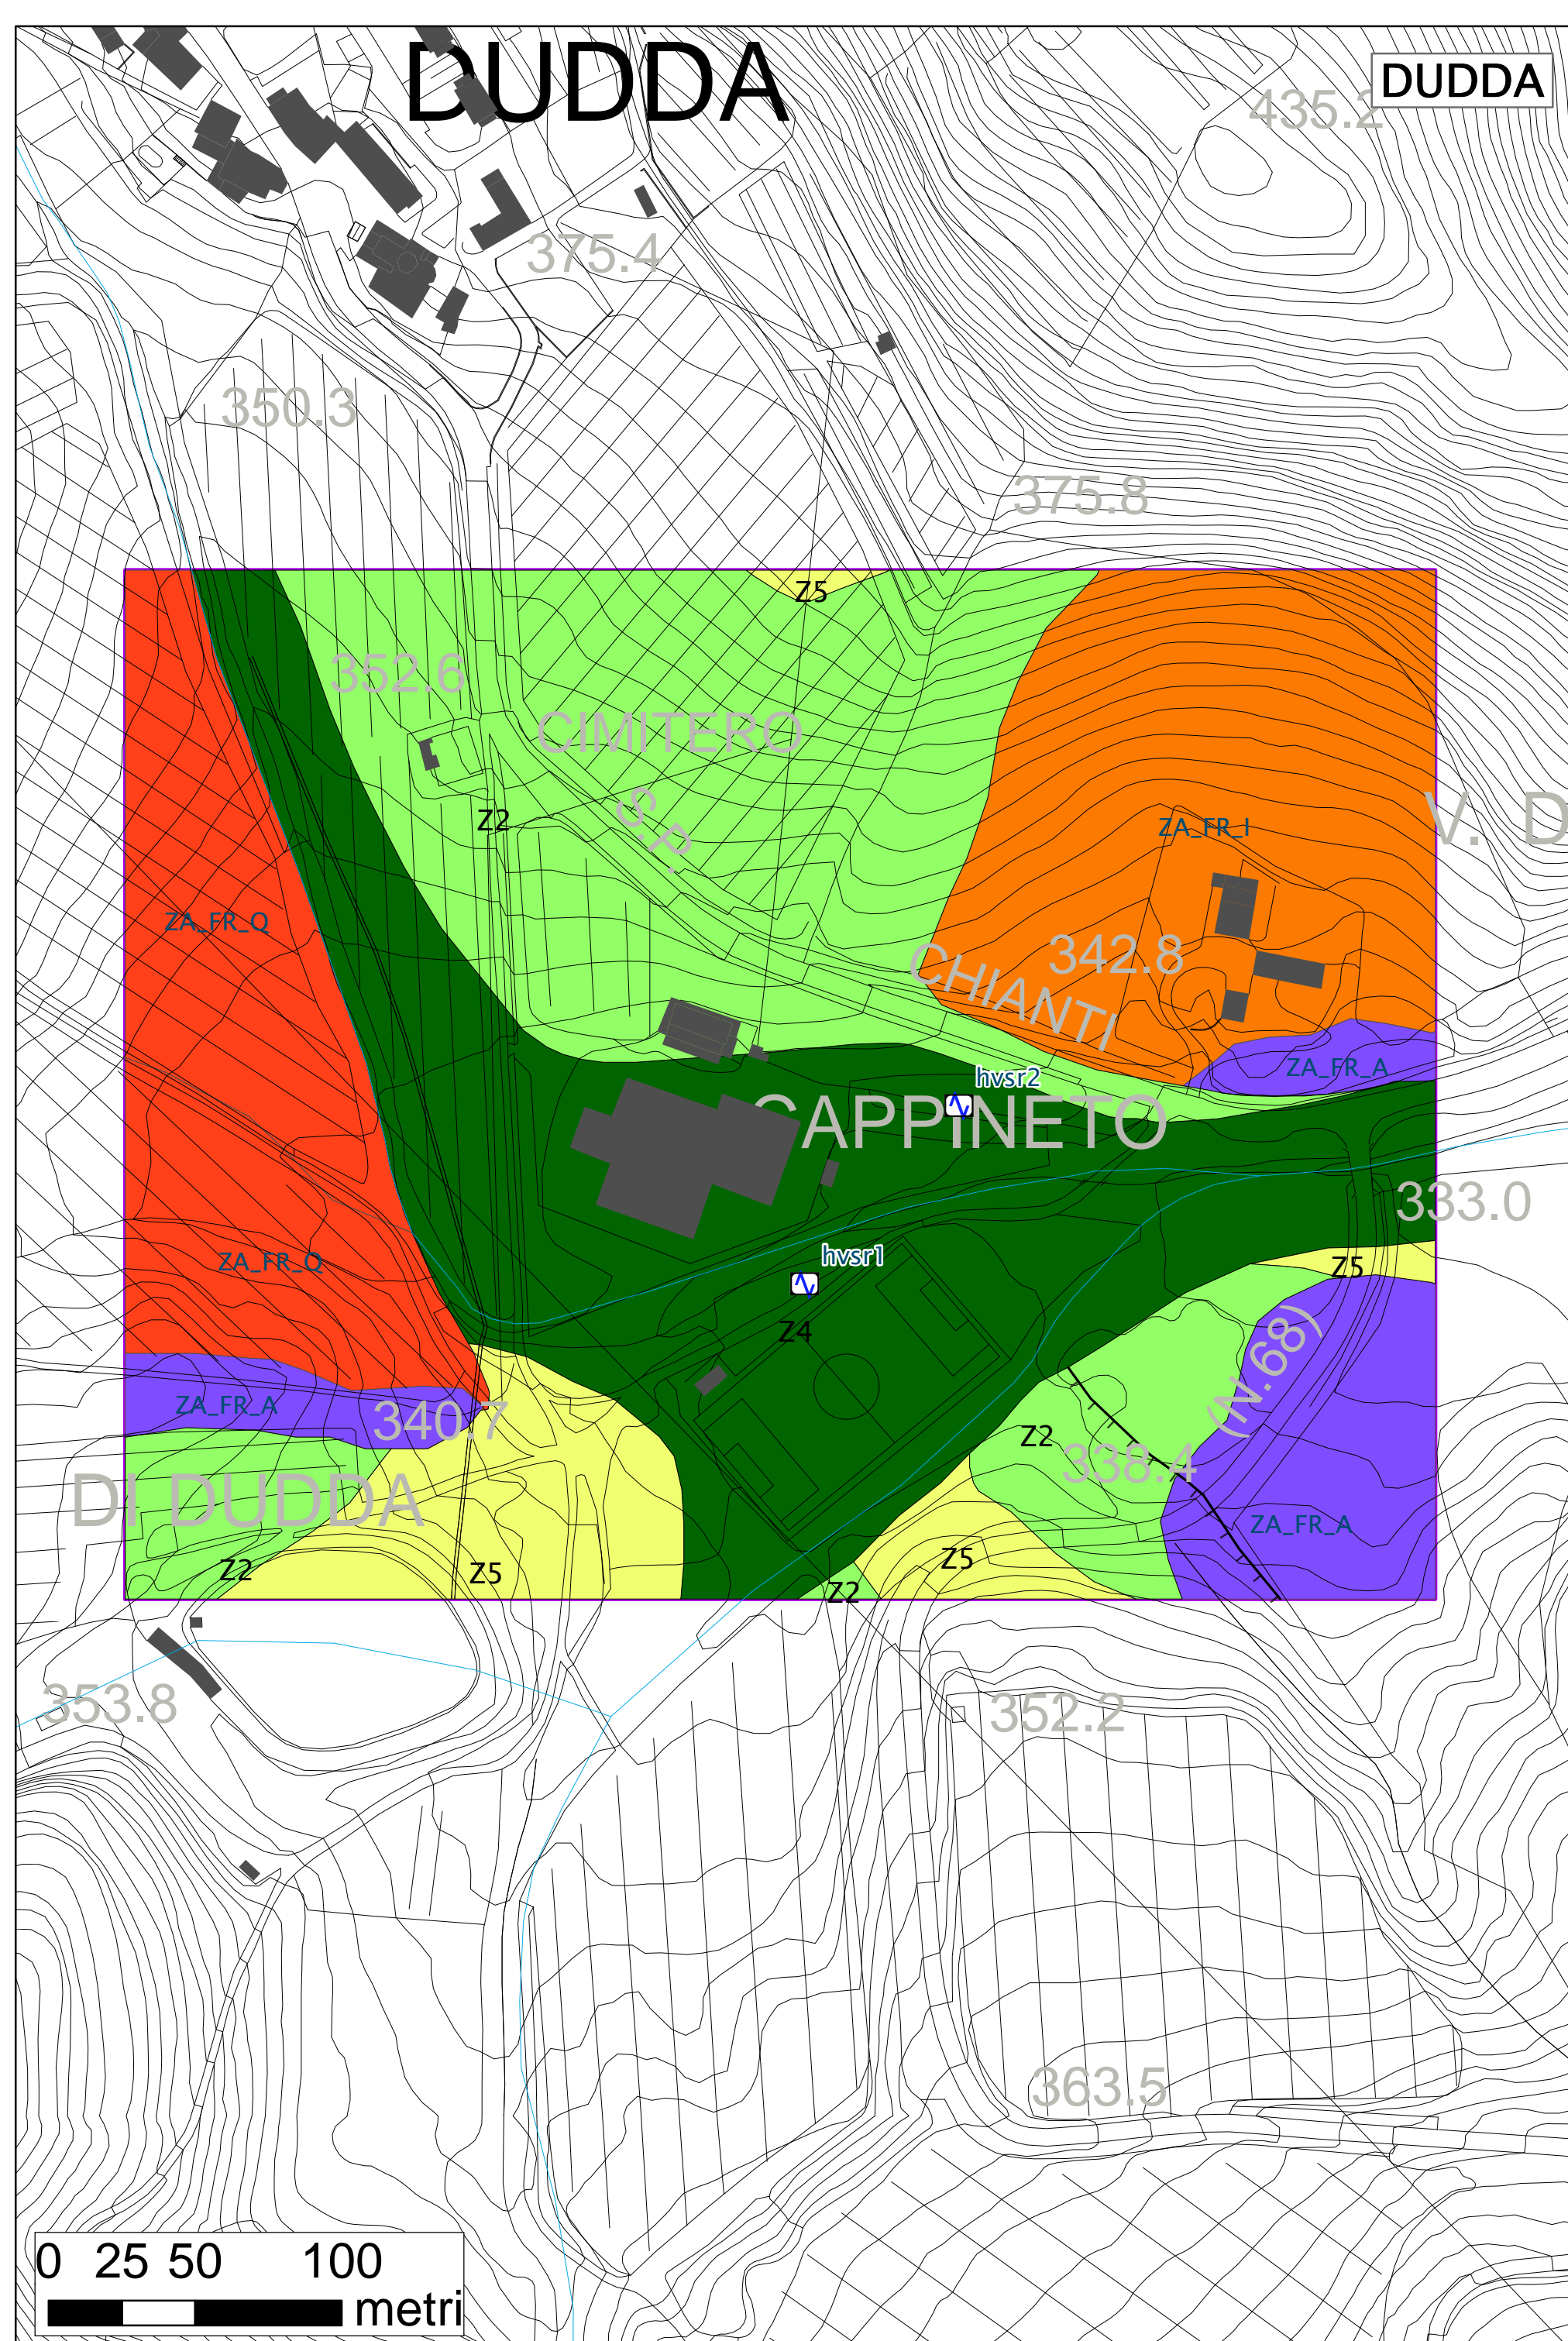 DUDDA
DUDDA
435.2
375.4
350.3
375.8
Z5
352.6
CIMITERO
S.P.
Z2
ZA_FR_I
V. D
ZA_FR_Q
CHIANTI
342.8
ZA_FR_A
hvsr2
CAPPINETO
333.0
ZA_FR_Q
hvsr1
Z5
Z4
(N.68)
ZA_FR_A
340.7
Z2
338.4
DI DUDDA
ZA_FR_A
Z2
Z5
Z5
Z2
353.8
352.2
363.5
0 25 50 100
metri